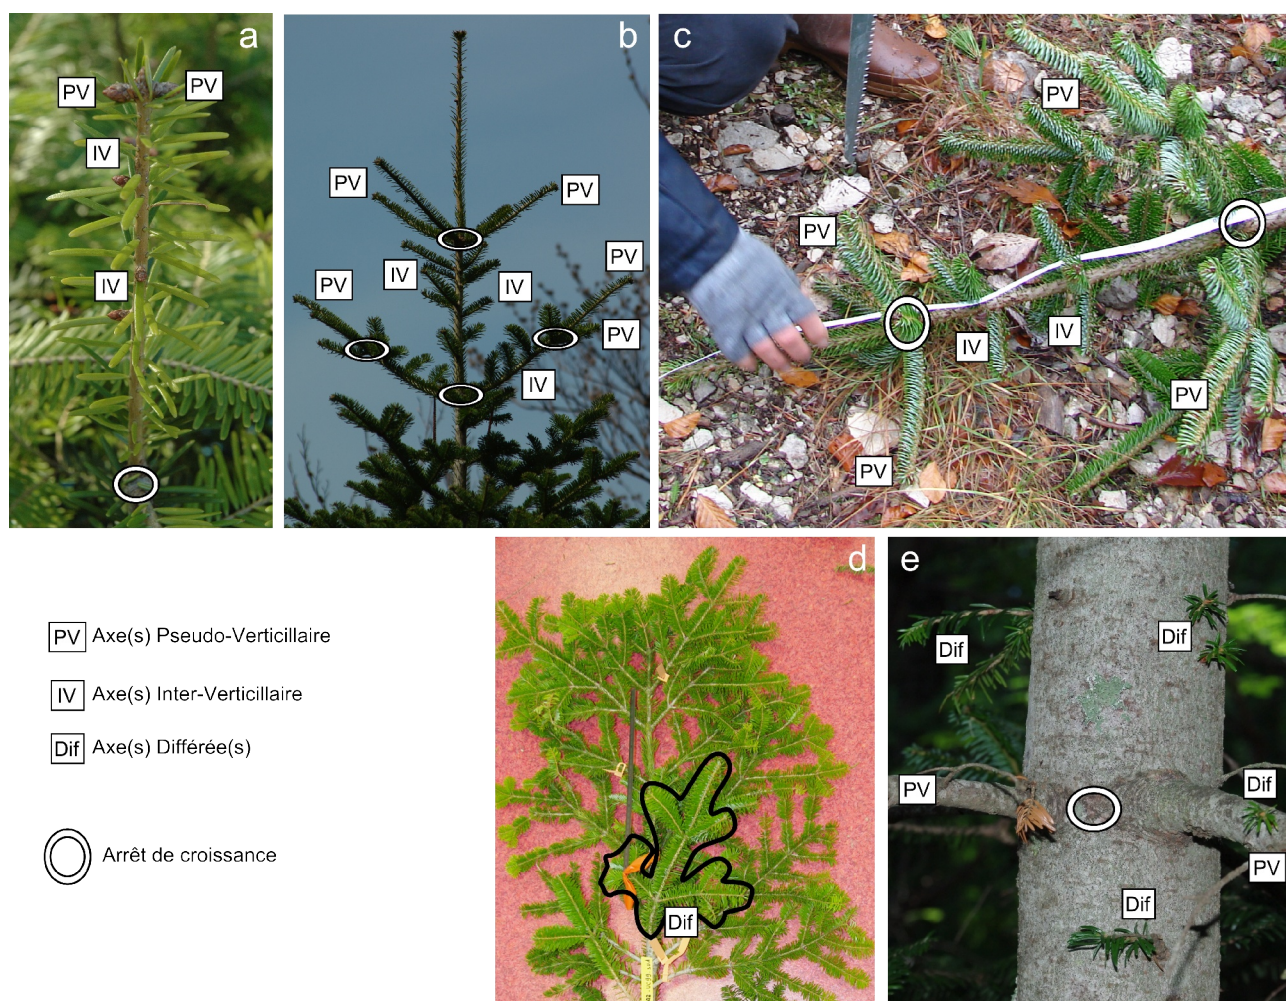 a
PV
PV
IV
IV
b
PV
PV
IV
IV
PV
PV
PV
IV
c
PV
PV
IV
IV
PV
PV
PV Axe(s) Pseudo-Verticillaire
IV Axe(s) Inter-Verticillaire
Dif Axe(s) Différée(s)
Arrêt de croissance
d
Dif
e
Dif
Dif
PV
Dif
PV
Dif